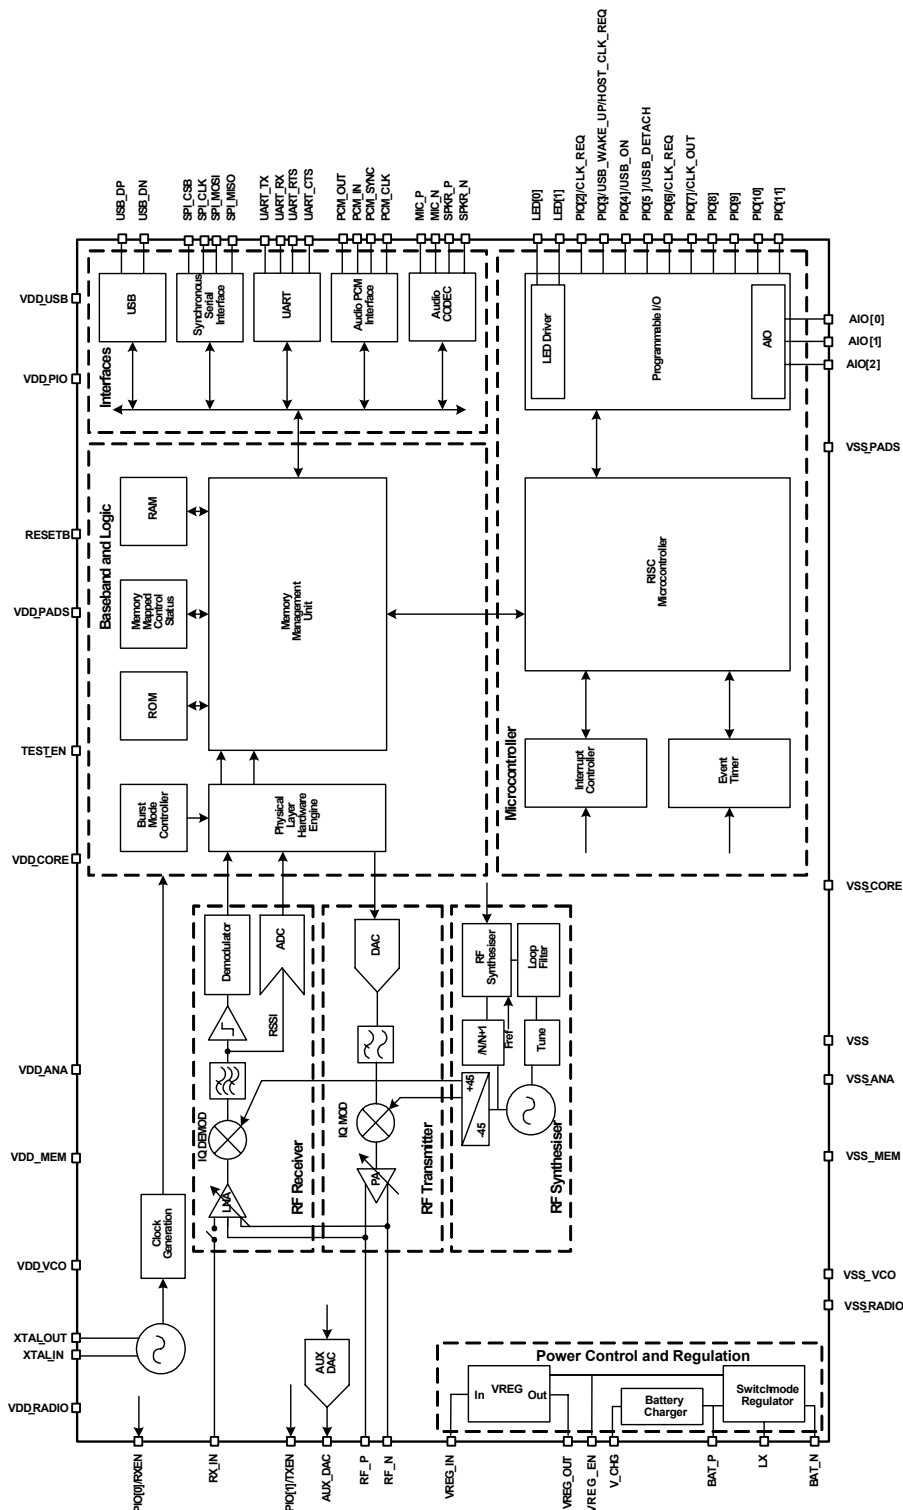 USB_DP
USB_DN
SPI_CSB
SPI_CLK
SPI_MOSI
SPI_MISO
UART_TX
UART_RX
UART_RTS
UART_CTS
PCM_OUT
PCM_IN
PCM_SYNC
PCM_CLK
MIC_P
MIC_N
SPKR_P
SPKR_N
LED[0]
LED[1]
PIO[2]/CLK_REQ
PIO[3]/USB_WAKE_UP/HOST_CLK_REQ
PIO[4]/USB_ON
PIO[5]/USB_DETACH
PIO[6]/CLK_REQ
PIO[7]/CLK_OUT
PIO[8]
PIO[9]
PIO[10]
PIO[11]
VDD_USB
VDD_PIO
RESETB
VDD_PADS
TEST_EN
VDD_CORE
VDD_ANA
VDD_MEM
VDD_VCO
XTAL_OUT
XTAL_IN
VDD_RADIO
Interfaces
USB
Synchronous
Serial
Interface
UART
Audio PCM
Interface
Audio
CODEC
LED Driver
Programmable I/O
AIO
AIO[0]
AIO[1]
AIO[2]
VSS_PADS
VSS_CORE
VSS
VSS_ANA
VSS_MEM
VSS_VCO
VSS_RADIO
Baseband and Logic
RAM
Memory
Mapped
Control
Status
ROM
Memory
Management
Unit
Burst
Mode
Controller
Physical
Layer
Hardware
Engine
Microcontroller
RISC
Microcontroller
Interrupt
Controller
Event
Timer
Demodulator
ADC
RSSI
IQ DEMOD
LNA
RF Receiver
DAC
IQ MOD
PA
RF Transmitter
RF
Synthesiser
Loop
Filter
/N/N+1
Fref
Tune
+45
-45
RF Synthesiser
Clock
Generation
AUX
DAC
Power Control and Regulation
In
VREG
Out
Battery
Charger
Switchmode
Regulator
PIO[0]/RXEN
RX_IN
PIO[1]/TXEN
AUX_DAC
RF_P
RF_N
VREG_IN
VREG_OUT
VREG_EN
V_CHG
BAT_P
LX
BAT_N